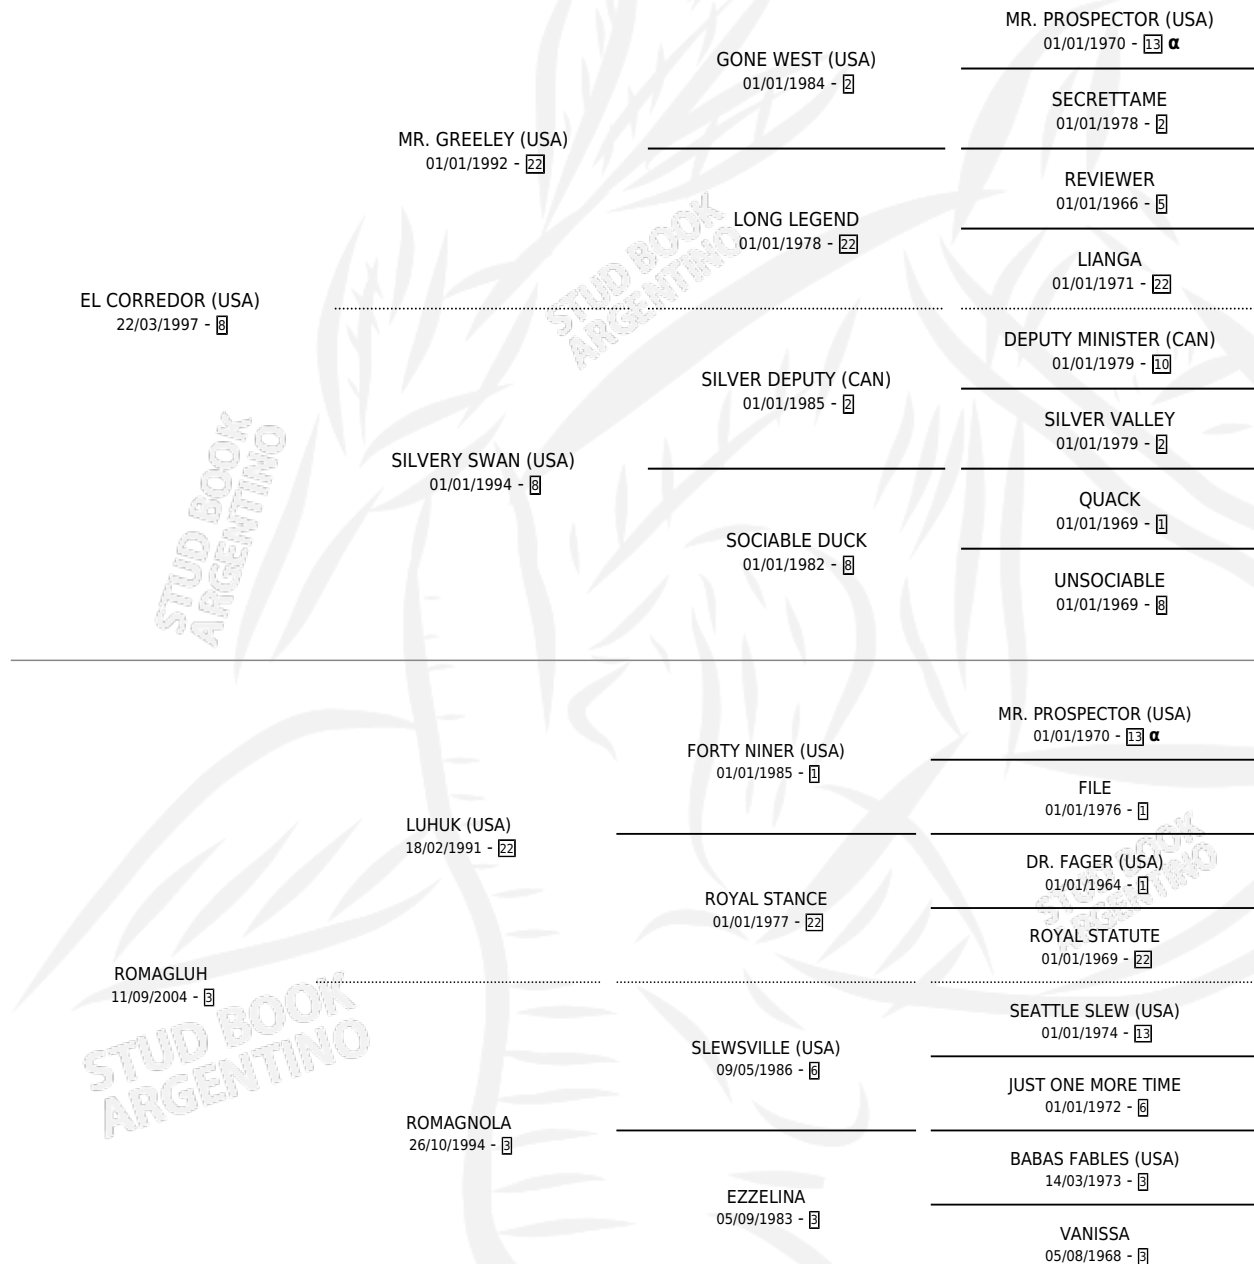 MR. PROSPECTOR (USA)
01/01/1970 - 13 α
GONE WEST (USA)
01/01/1984 - 2
SECRETTAME
01/01/1978 - 2
MR. GREELEY (USA)
01/01/1992 - 22
REVIEWER
01/01/1966 - 5
LONG LEGEND
01/01/1978 - 22
LIANGA
01/01/1971 - 22
STUD BOOK
ARGENTINO
EL CORREDOR (USA)
22/03/1997 - 8
DEPUTY MINISTER (CAN)
01/01/1979 - 10
SILVER DEPUTY (CAN)
01/01/1985 - 2
SILVER VALLEY
01/01/1979 - 2
SILVERY SWAN (USA)
01/01/1994 - 8
QUACK
01/01/1969 - 1
STUD BOOK
ARGENTINO
SOCIABLE DUCK
01/01/1982 - 8
UNSOCIABLE
01/01/1969 - 8
MR. PROSPECTOR (USA)
01/01/1970 - 13 α
FORTY NINER (USA)
01/01/1985 - 1
FILE
01/01/1976 - 1
LUHUK (USA)
18/02/1991 - 22
DR. FAGER (USA)
01/01/1964 - 1
STUD BOOK
ARGENTINO
ROYAL STANCE
01/01/1977 - 22
ROYAL STATUTE
01/01/1969 - 22
ROMAGLUH
11/09/2004 - 3
STUD BOOK
ARGENTINO
SEATTLE SLEW (USA)
01/01/1974 - 13
SLEWSVILLE (USA)
09/05/1986 - 6
JUST ONE MORE TIME
01/01/1972 - 6
ROMAGNOLA
26/10/1994 - 3
BABAS FABLES (USA)
14/03/1973 - 3
EZZELINA
05/09/1983 - 3
VANISSA
05/08/1968 - 3